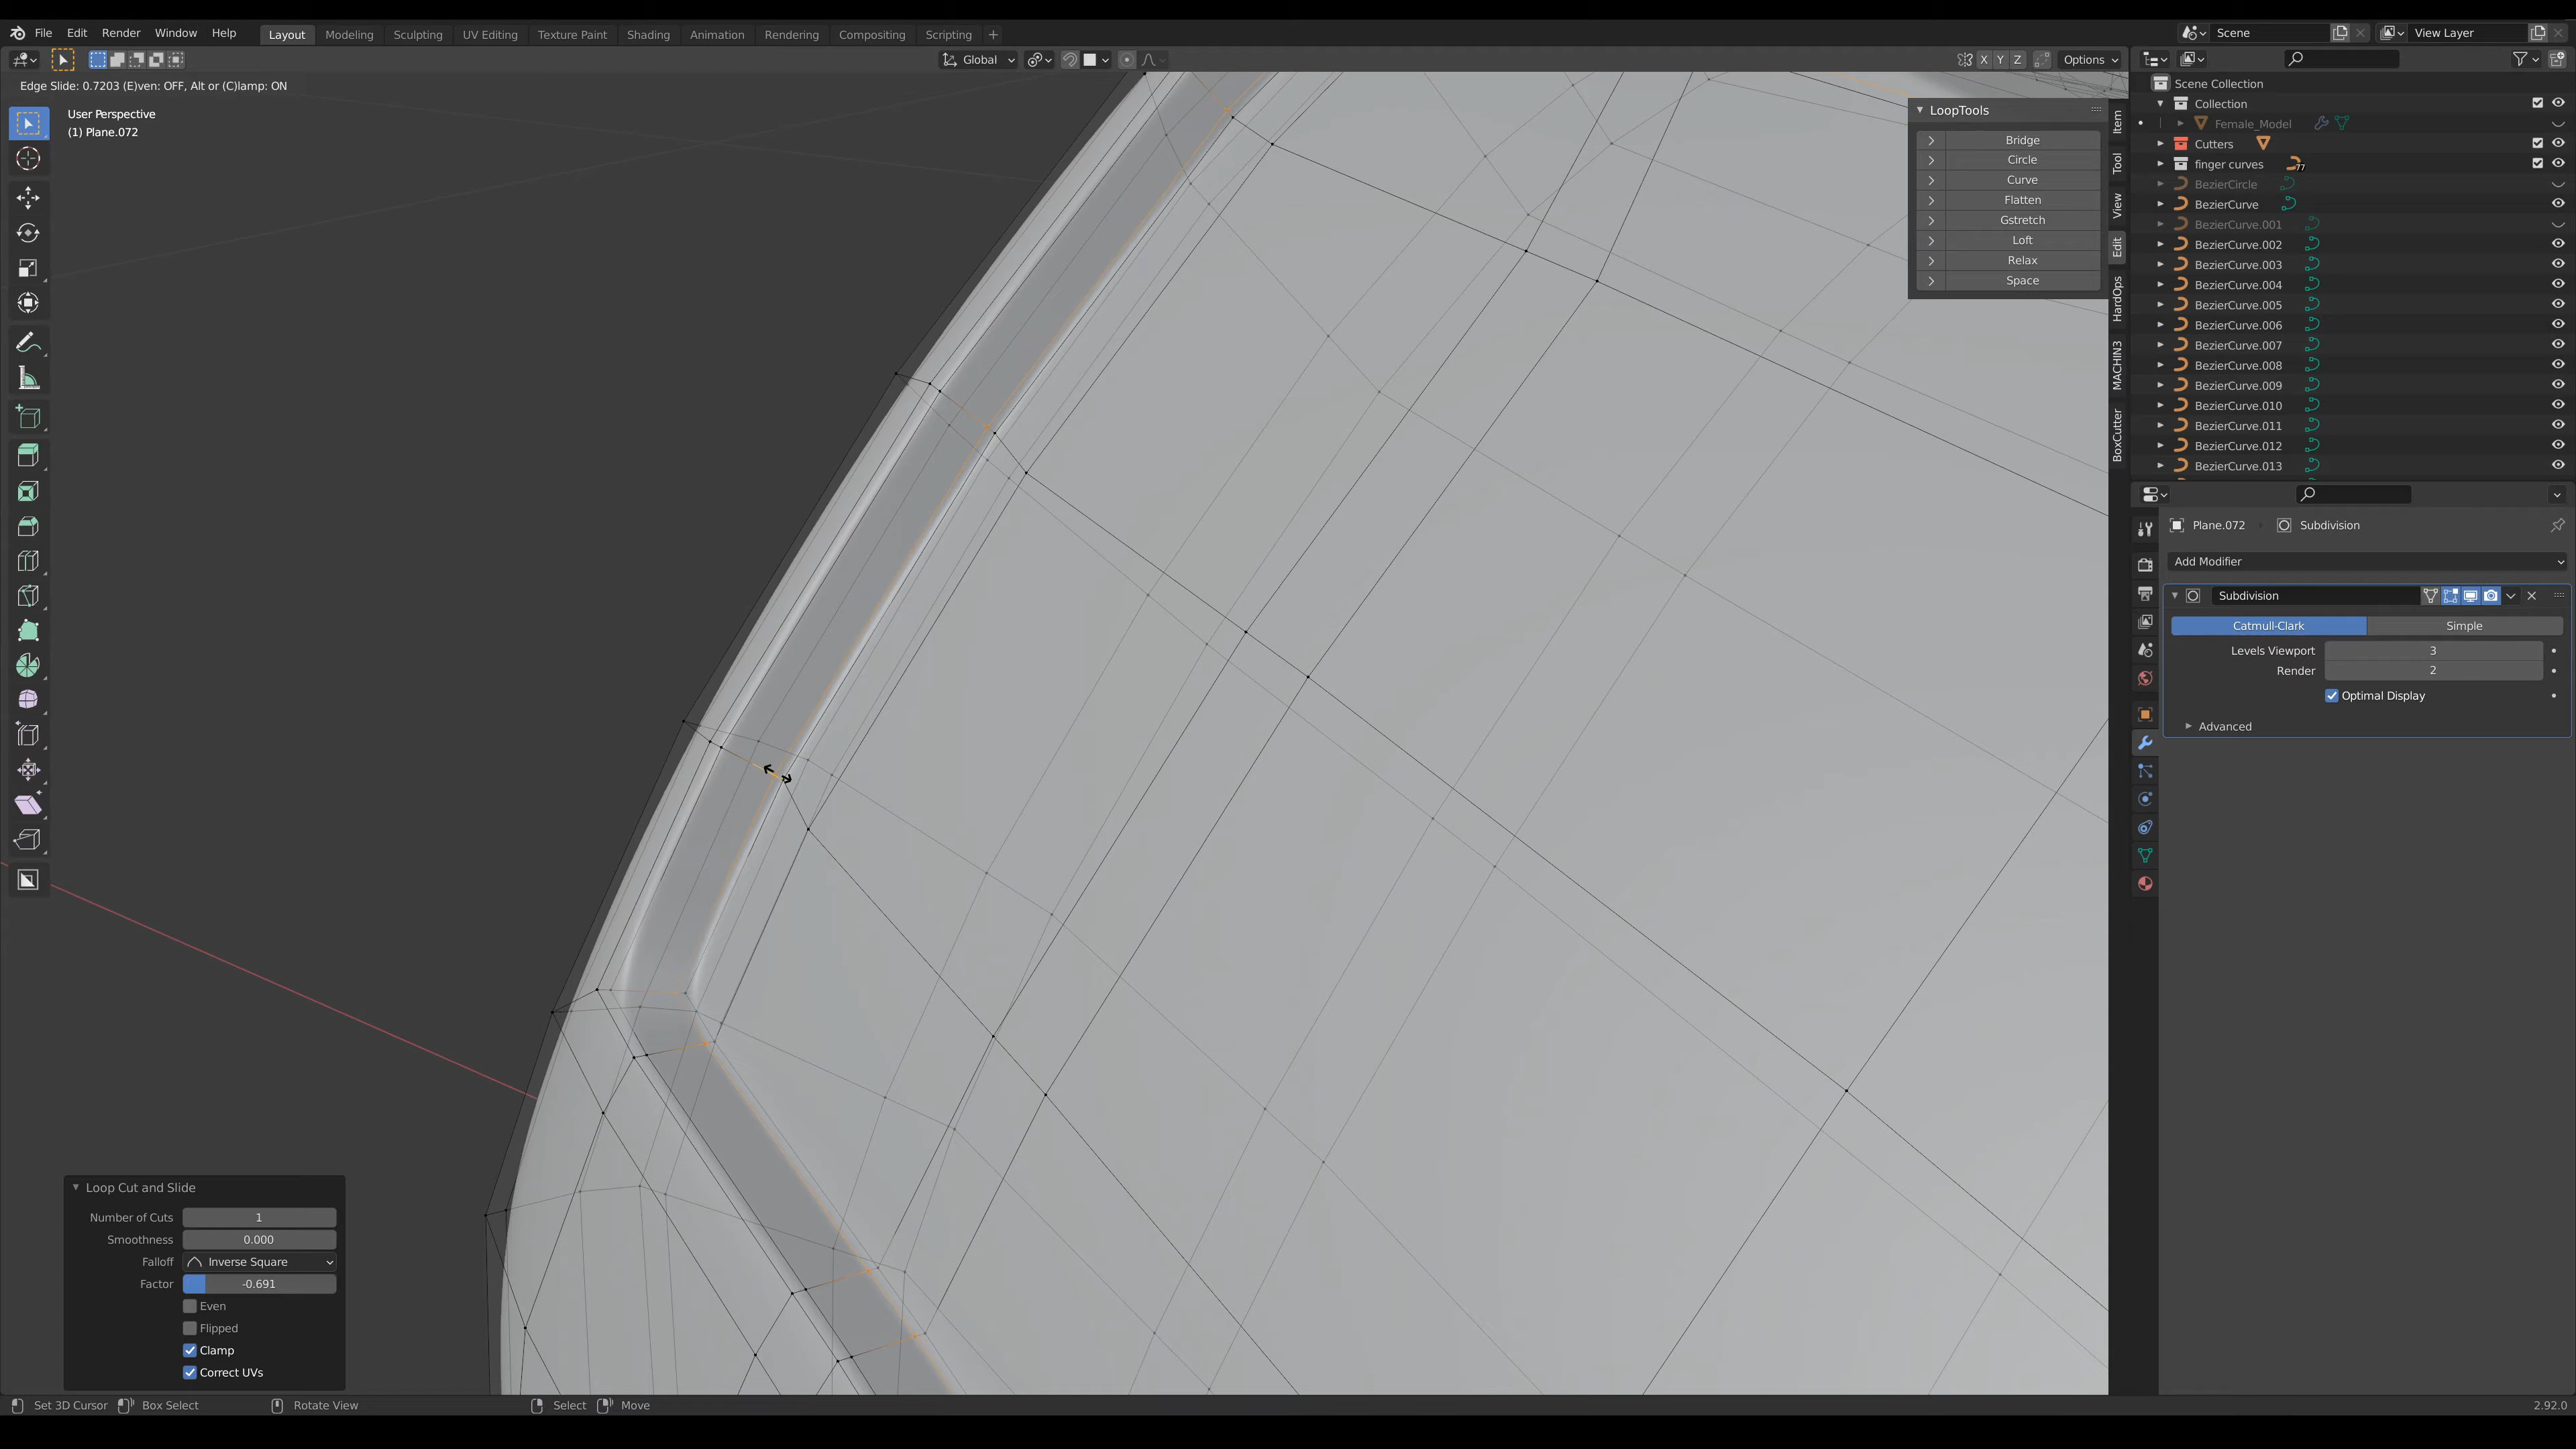 File Edit Render Window Help Layout Modeling Sculpting UV Editing Texture Paint Shading Animation Rendering Compositing Scripting + Scene View Layer
Global X Y Z Options
Edge Slide: 0.7203 (E)ven: OFF, Alt or (C)lamp: ON
User Perspective
(1) Plane.072
LoopTools
Bridge
Circle
Curve
Flatten
Gstretch
Loft
Relax
Space
Item
Tool
View
Edit
HardOps
MACHIN3
BoxCutter
Scene Collection
Collection
Female_Model
Cutters
finger curves 77
BezierCircle
BezierCurve
BezierCurve.001
BezierCurve.002
BezierCurve.003
BezierCurve.004
BezierCurve.005
BezierCurve.006
BezierCurve.007
BezierCurve.008
BezierCurve.009
BezierCurve.010
BezierCurve.011
BezierCurve.012
BezierCurve.013
Plane.072 Subdivision
Add Modifier
Subdivision
Catmull-Clark Simple
Levels Viewport 3
Render 2
Optimal Display
Advanced
Loop Cut and Slide
Number of Cuts 1
Smoothness 0.000
Falloff Inverse Square
Factor -0.691
Even
Flipped
Clamp
Correct UVs
Set 3D Cursor Box Select Rotate View Select Move 2.92.0